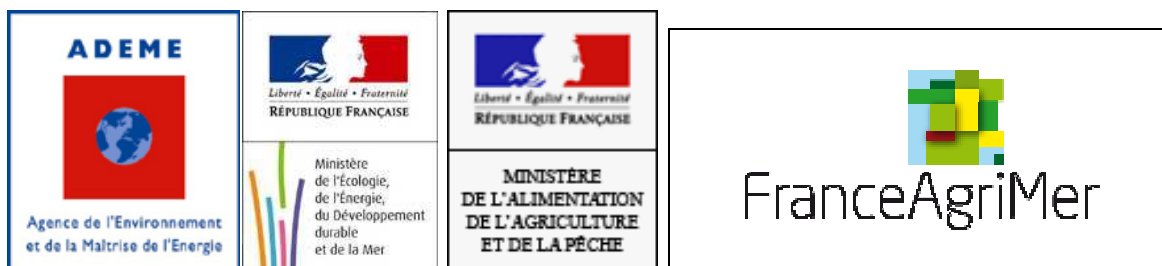 ADEME
Agence de l'Environnement
et de la Maîtrise de l'Energie
Liberté • Égalité • Fraternité
RÉPUBLIQUE FRANÇAISE
Ministère
de l'Écologie,
de l'Énergie,
du Développement
durable
et de la Mer
Liberté • Égalité • Fraternité
RÉPUBLIQUE FRANÇAISE
MINISTÈRE
DE L'ALIMENTATION
DE L'AGRICULTURE
ET DE LA PÊCHE
FranceAgriMer